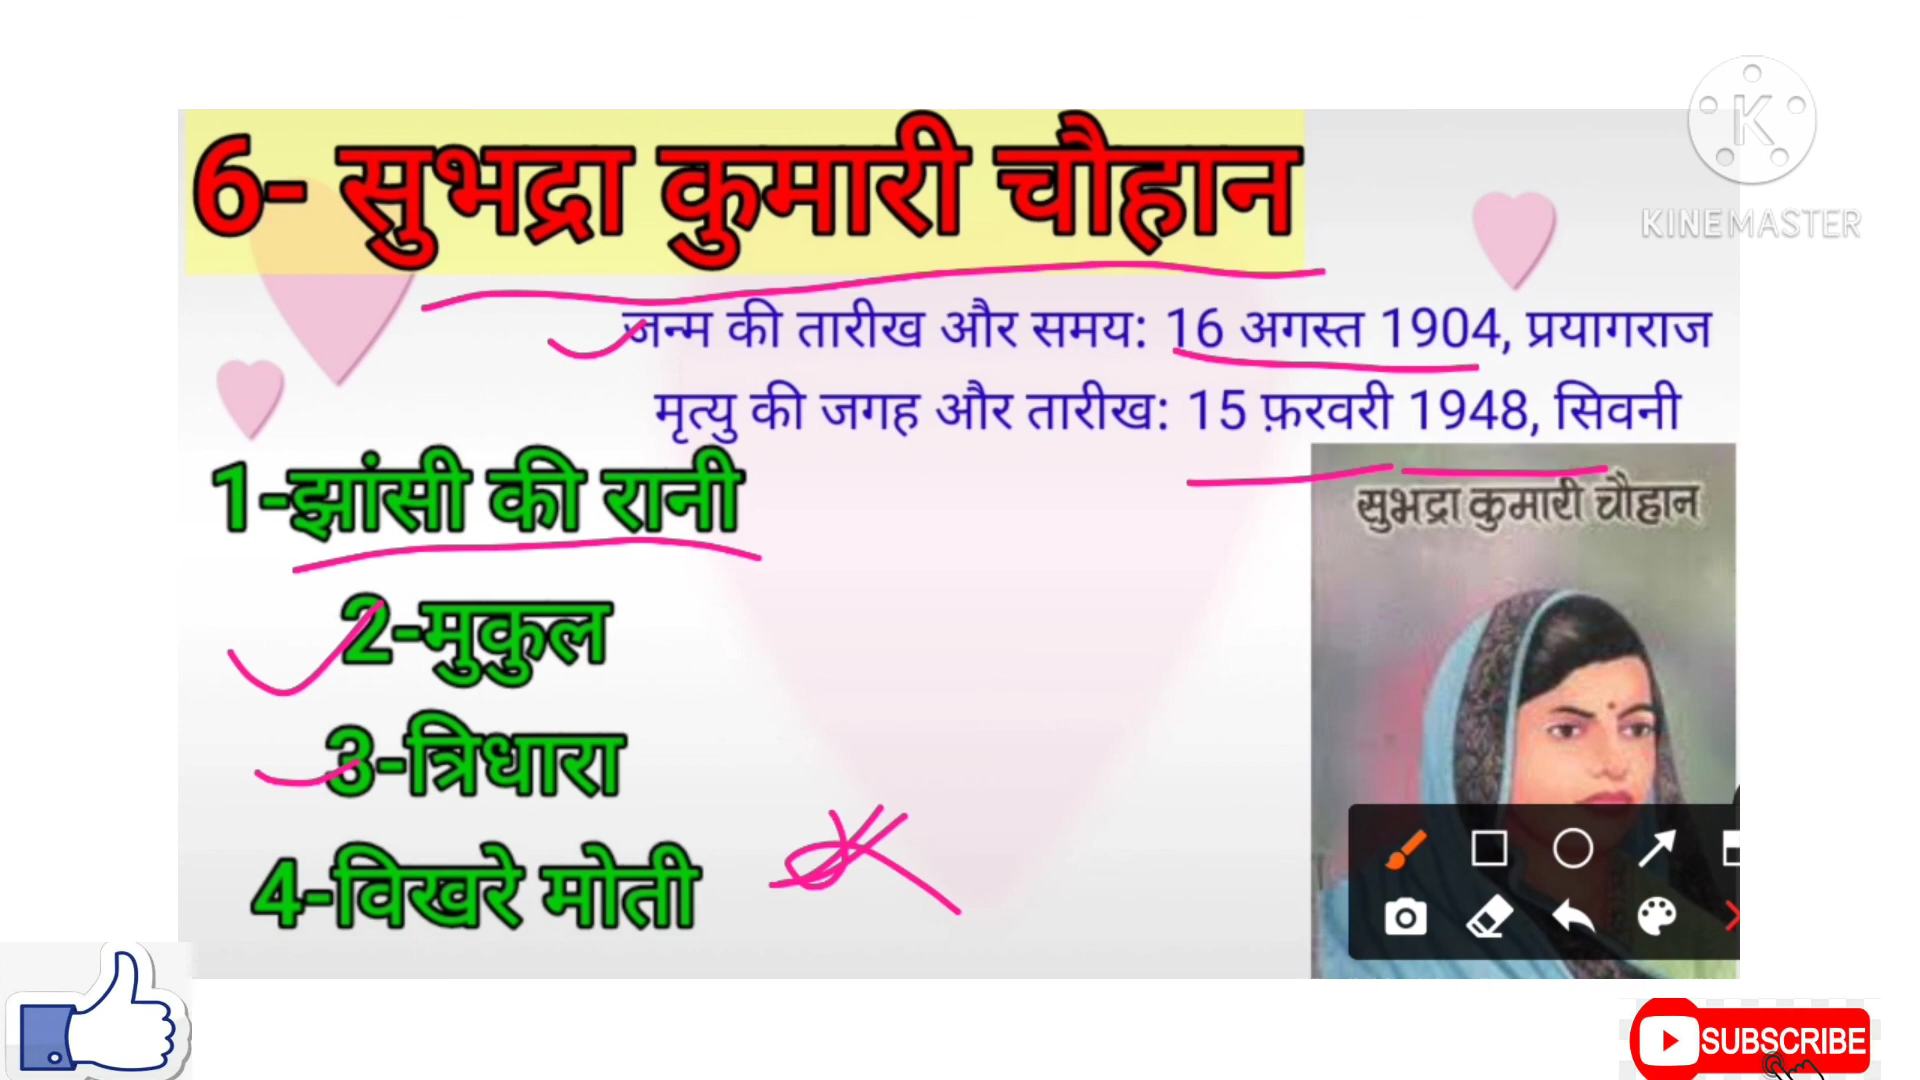 6- सुभद्रा कुमारी चौहान
KINEMASTER
जन्म की तारीख और समय: 16 अगस्त 1904, प्रयागराज
मृत्यु की जगह और तारीख: 15 फ़रवरी 1948, सिवनी
1-झांसी की रानी
सुभद्रा कुमारी चौहान
2-मुकुल
3-त्रिधारा
4-विखरे मोती
SUBSCRIBE